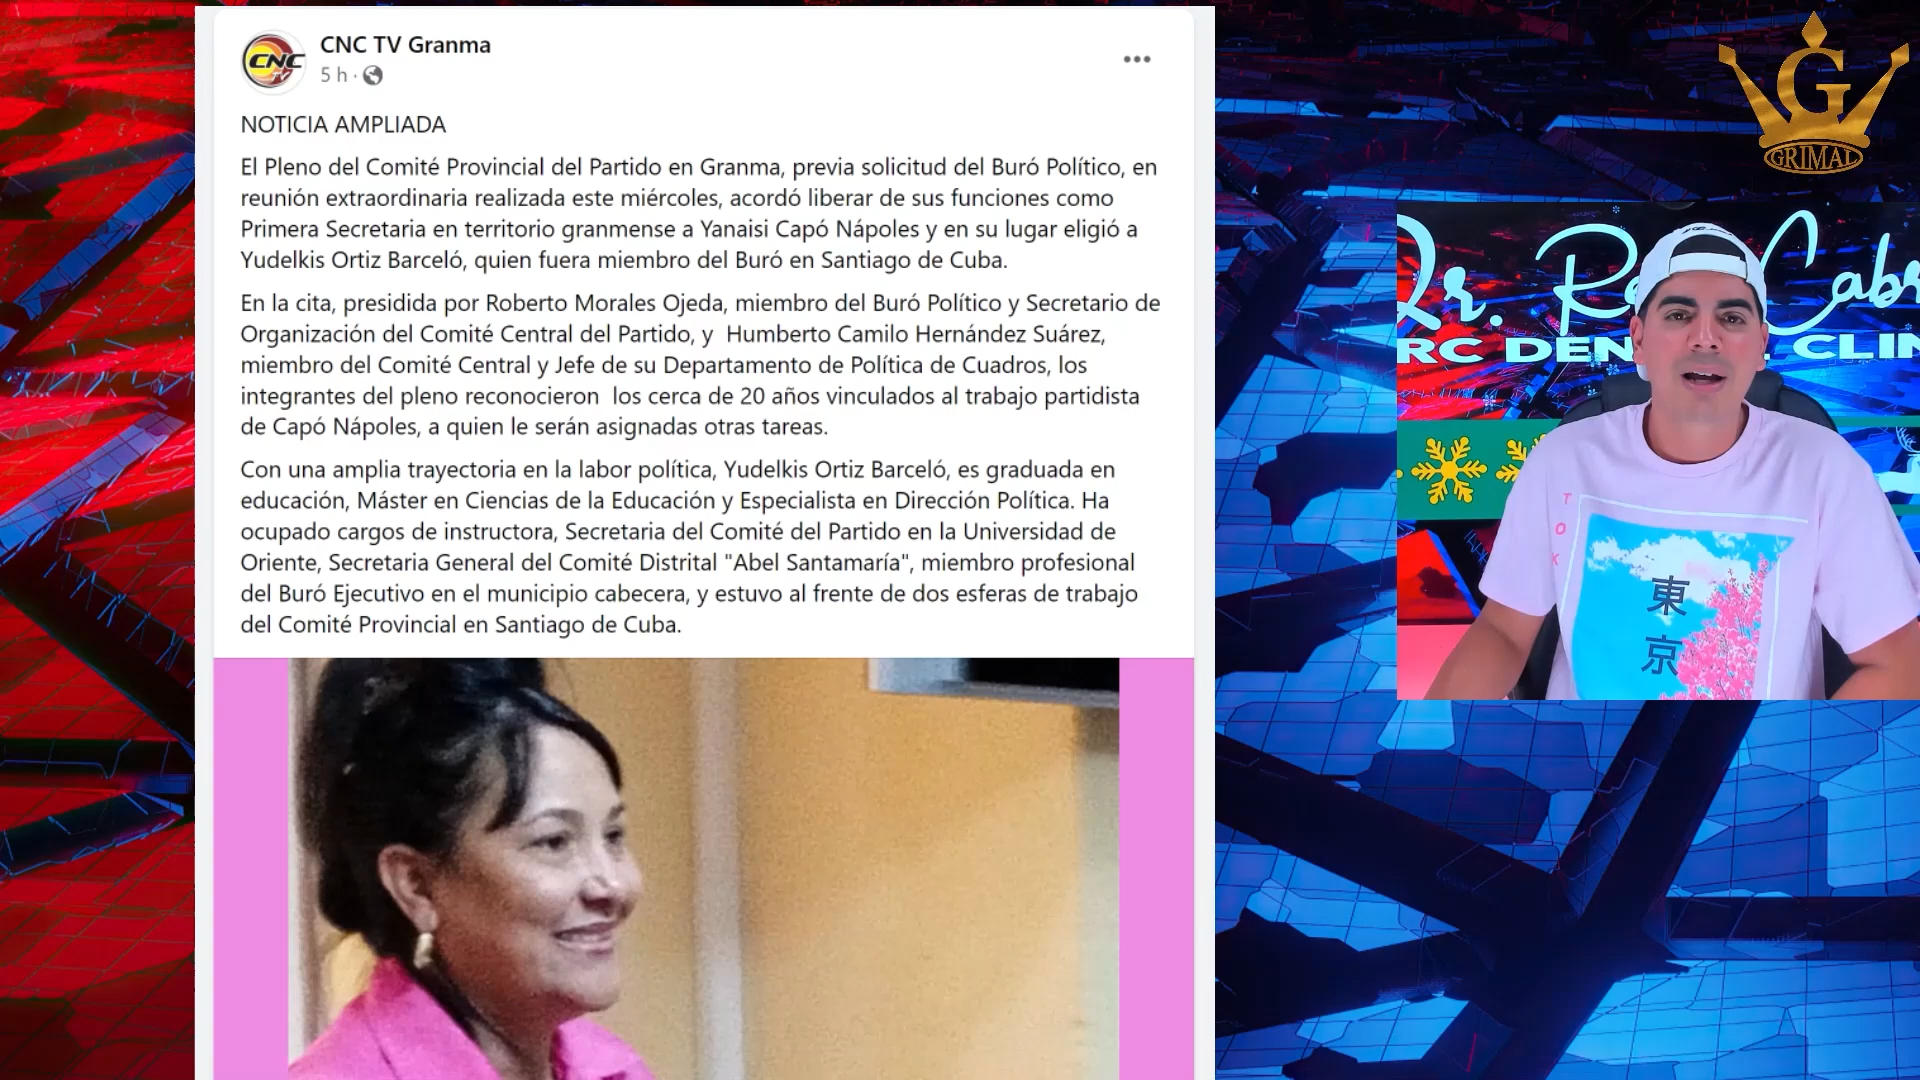 CNC TV Granma
5 h ·
NOTICIA AMPLIADA
El Pleno del Comité Provincial del Partido en Granma, previa solicitud del Buró Político, en
reunión extraordinaria realizada este miércoles, acordó liberar de sus funciones como
Primera Secretaria en territorio granmense a Yanaisi Capó Nápoles y en su lugar eligió a
Yudelkis Ortiz Barceló, quien fuera miembro del Buró en Santiago de Cuba.
En la cita, presidida por Roberto Morales Ojeda, miembro del Buró Político y Secretario de
Organización del Comité Central del Partido, y Humberto Camilo Hernández Suárez,
miembro del Comité Central y Jefe de su Departamento de Política de Cuadros, los
integrantes del pleno reconocieron los cerca de 20 años vinculados al trabajo partidista
de Capó Nápoles, a quien le serán asignadas otras tareas.
Con una amplia trayectoria en la labor política, Yudelkis Ortiz Barceló, es graduada en
educación, Máster en Ciencias de la Educación y Especialista en Dirección Política. Ha
ocupado cargos de instructora, Secretaria del Comité del Partido en la Universidad de
Oriente, Secretaria General del Comité Distrital "Abel Santamaría", miembro profesional
del Buró Ejecutivo en el municipio cabecera, y estuvo al frente de dos esferas de trabajo
del Comité Provincial en Santiago de Cuba.
CNC
TV
G
GRIMAL
Dr.
RC
TOK
東
京